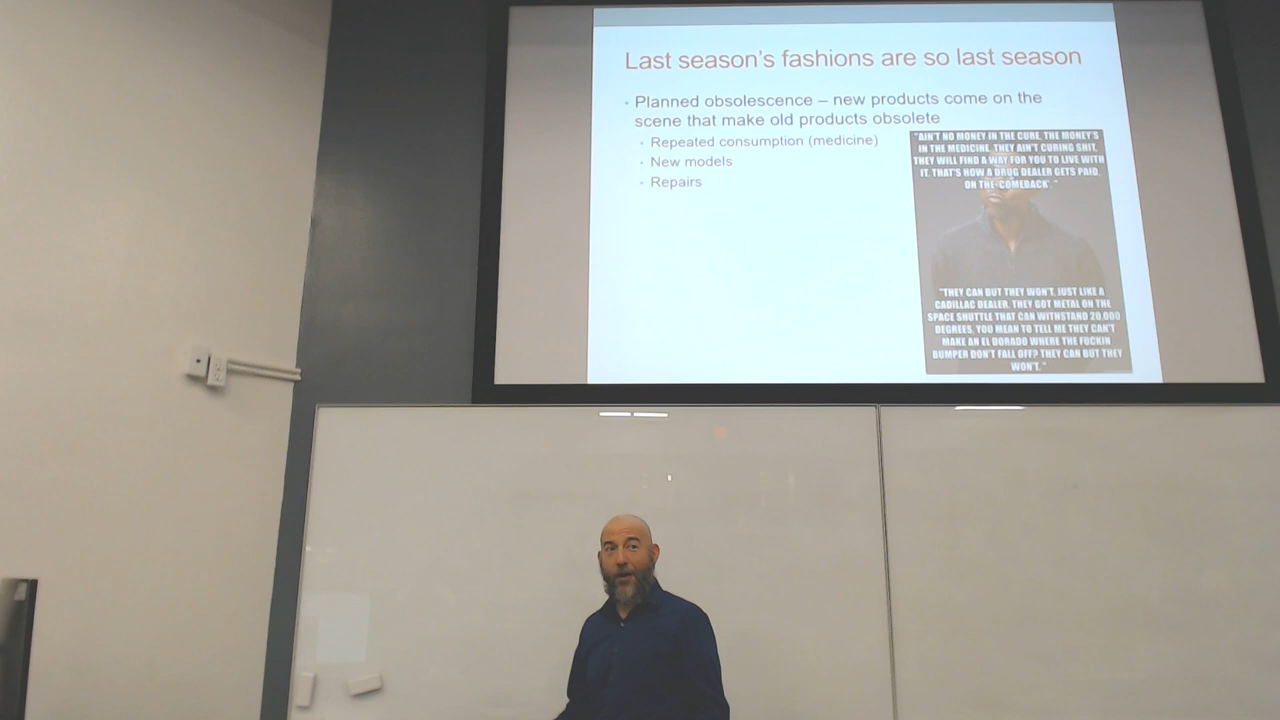 Last season's fashions are so last season
• Planned obsolescence – new products come on the
scene that make old products obsolete
• Repeated consumption (medicine)
• New models
• Repairs
"AIN'T NO MONEY IN THE CURE, THE MONEY'S
IN THE MEDICINE. THEY AIN'T CURING SHIT,
THEY WILL FIND A WAY FOR YOU TO LIVE WITH
IT. THAT'S HOW A DRUG DEALER GETS PAID.
ON THE COMEBACK."
"THEY CAN BUT THEY WON'T. JUST LIKE A
CADILLAC DEALER, THEY GOT METAL ON THE
SPACE SHUTTLE THAT CAN WITHSTAND 20,000
DEGREES, YOU MEAN TO TELL ME THEY CAN'T
MAKE AN EL DORADO WHERE THE FUCKIN
BUMPER DON'T FALL OFF? THEY CAN BUT THEY
WON'T."